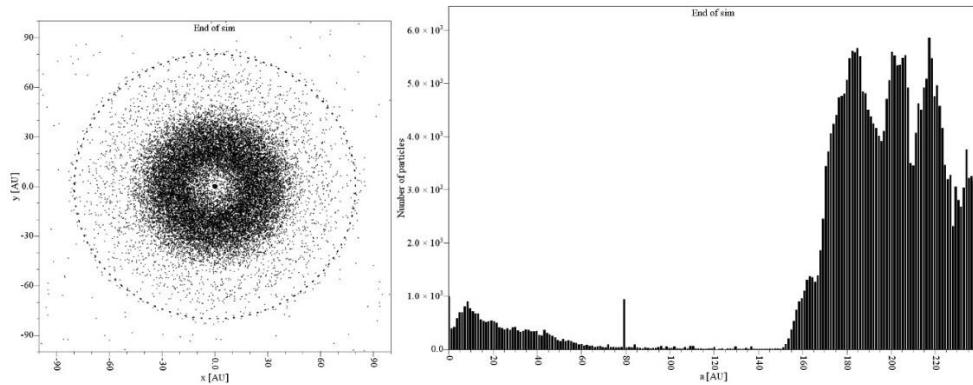 End of sim
90
60
30
0.0
-30
-60
-90
y [AU]
-90
-60
-30
0.0
30
60
90
x [AU]
End of sim
6.0 × 10³
5.0 × 10³
4.0 × 10³
3.0 × 10³
2.0 × 10³
1.0 × 10³
0.0
Number of particles
0
20
40
60
80
100
120
140
160
180
200
220
a [AU]